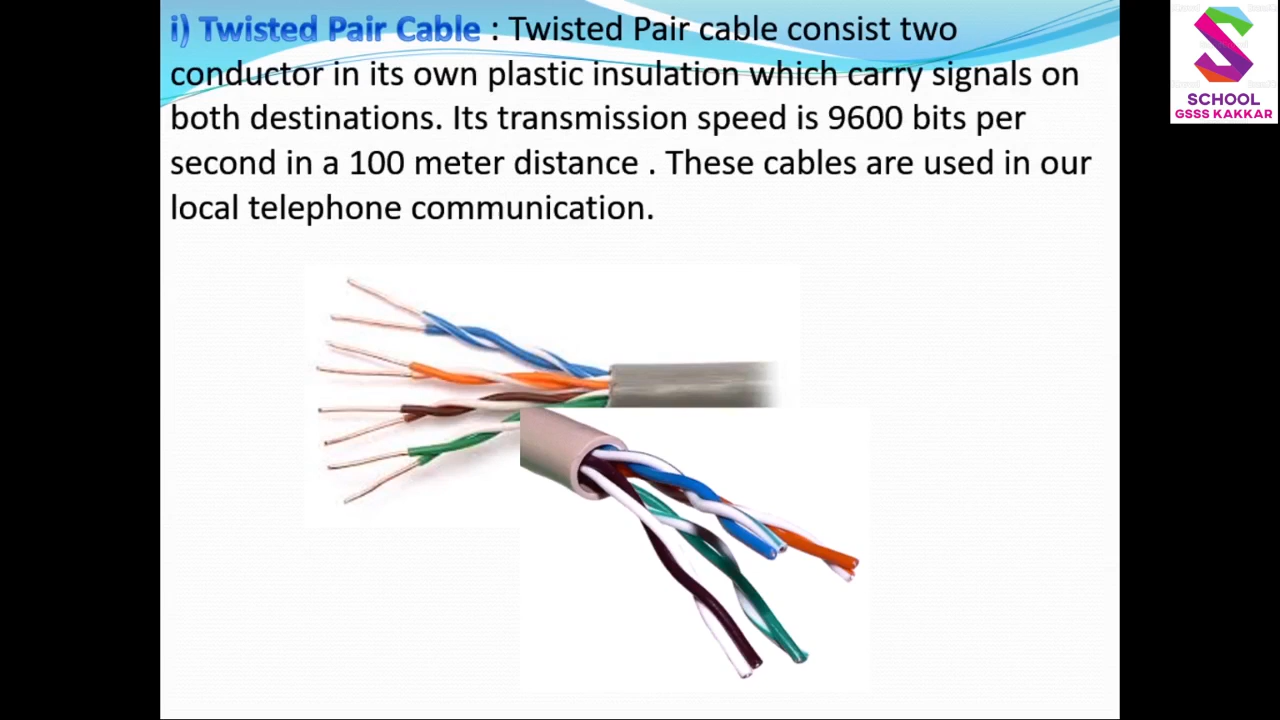 i) Twisted Pair Cable : Twisted Pair cable consist two
conductor in its own plastic insulation which carry signals on
both destinations. Its transmission speed is 9600 bits per
second in a 100 meter distance . These cables are used in our
local telephone communication.
SCHOOL
GSSS KAKKAR